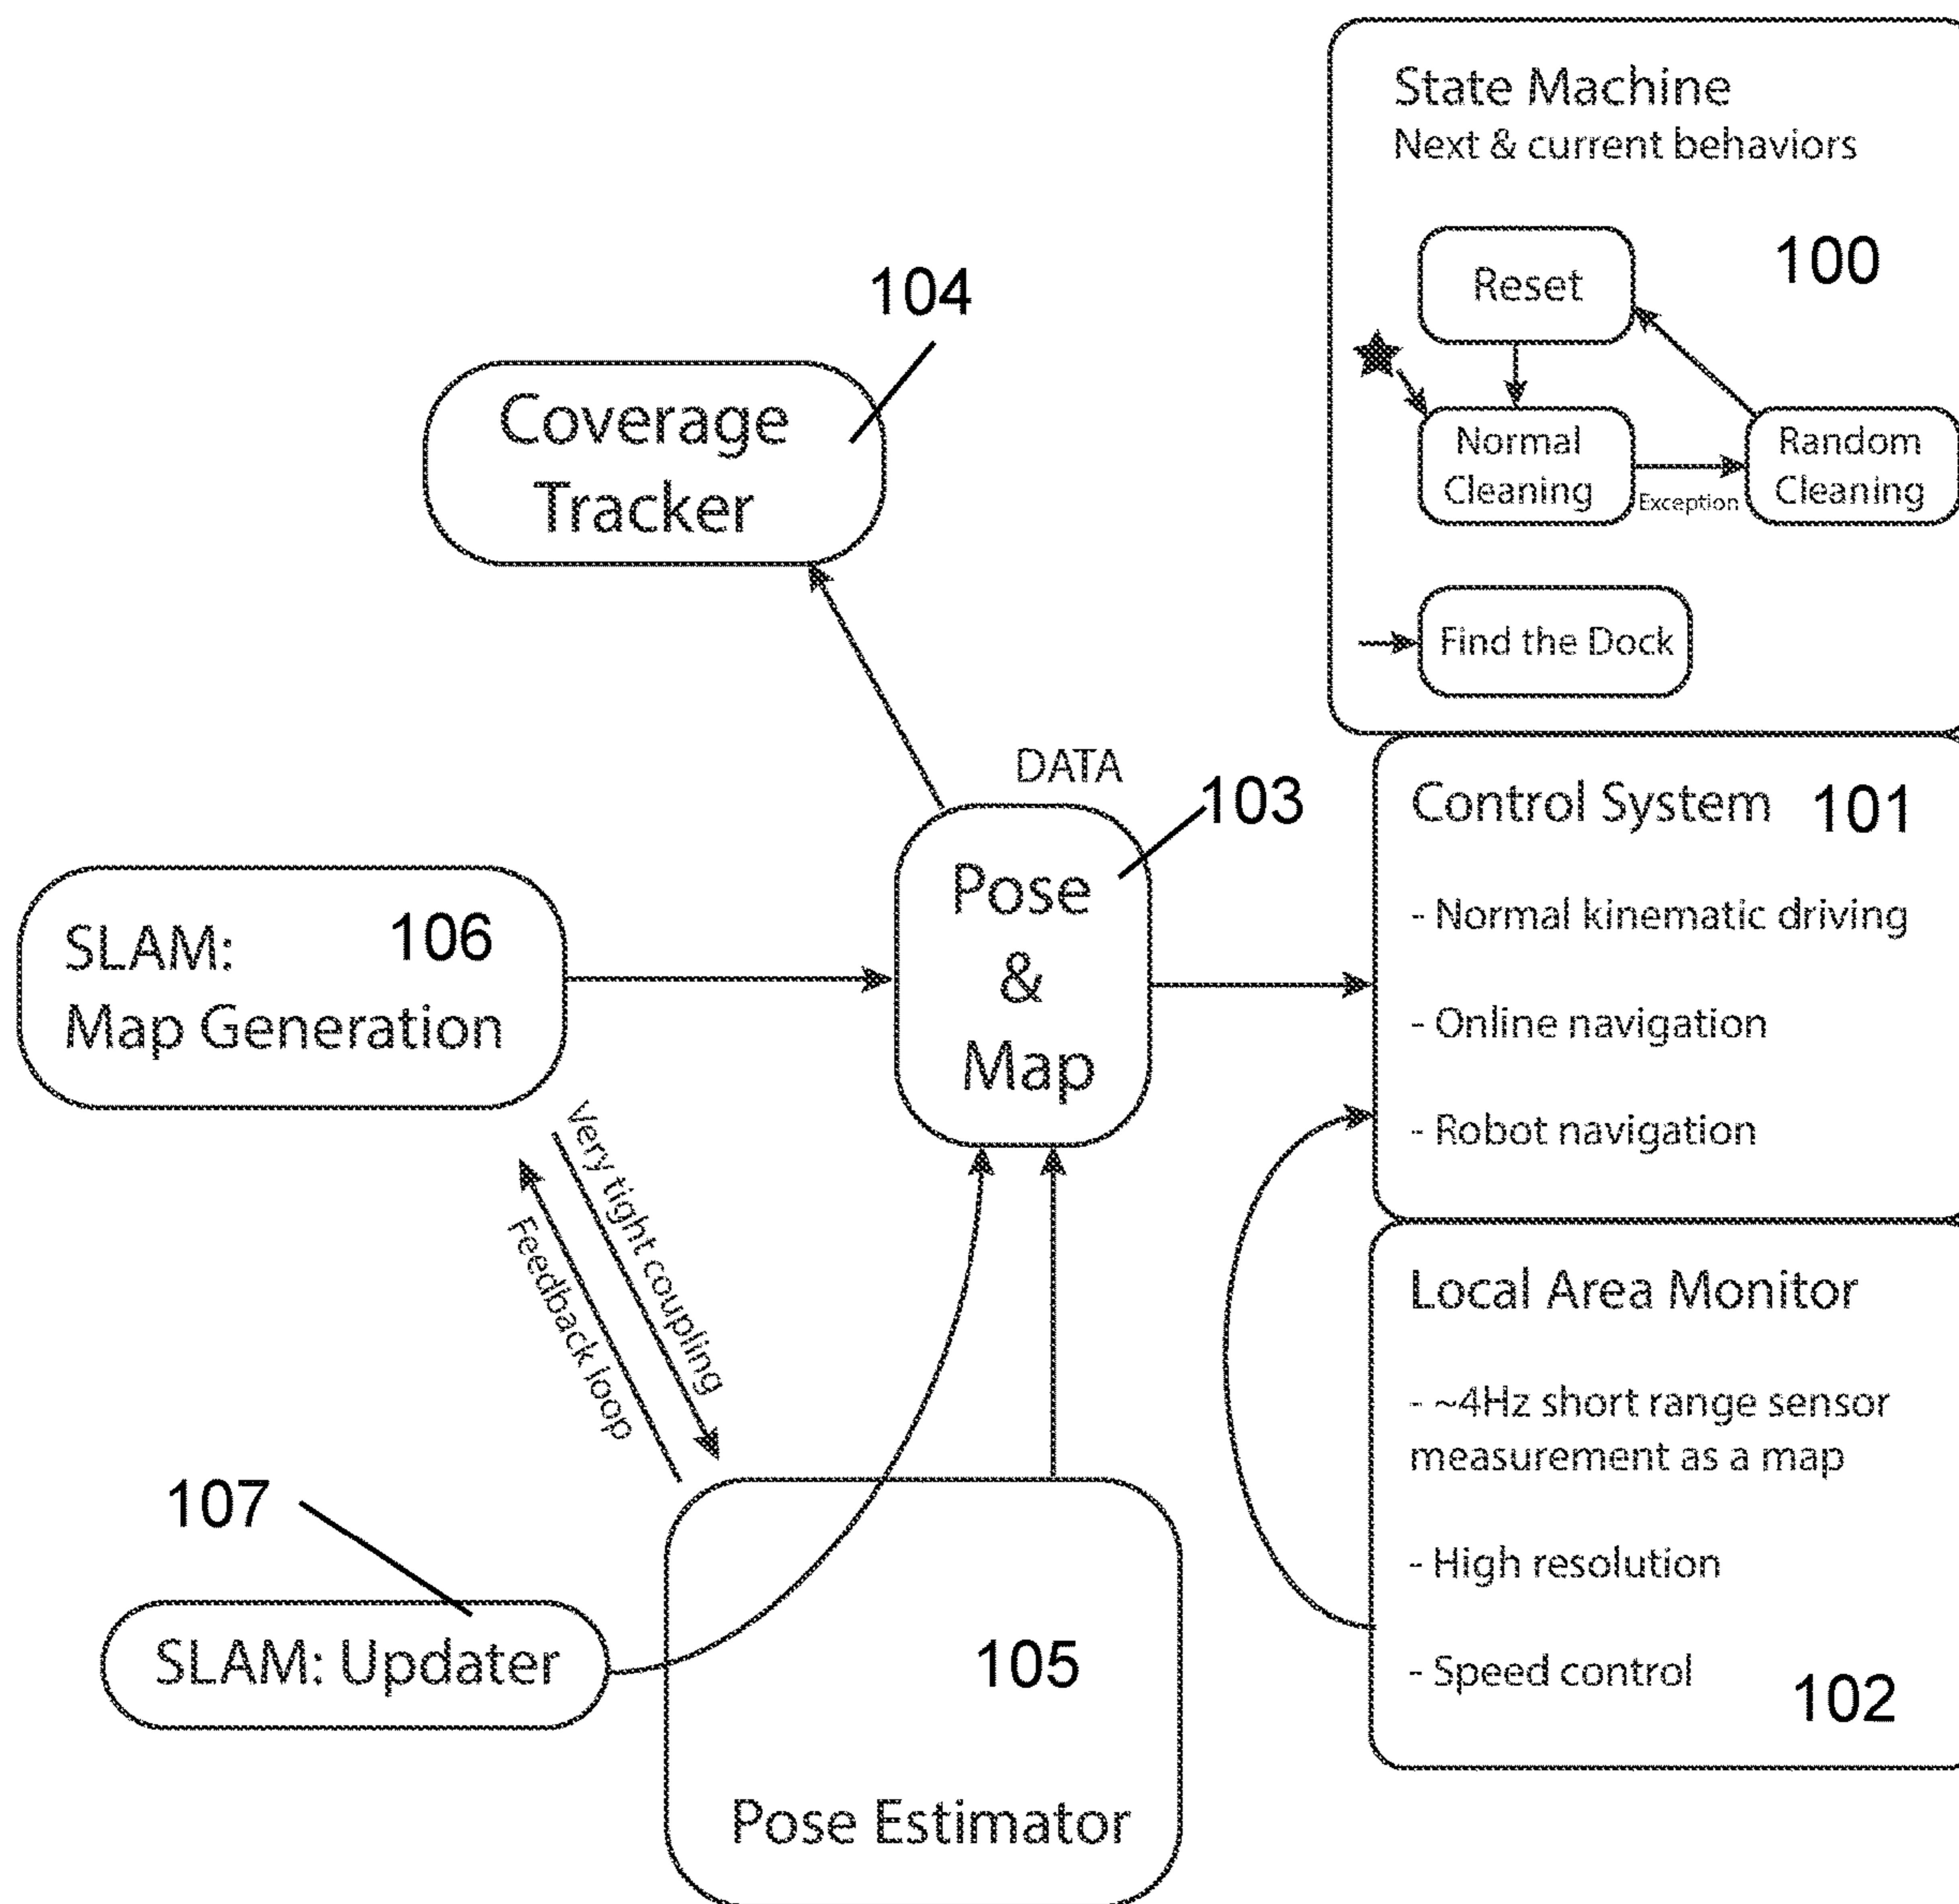 State Machine
Next & current behaviors
100
Reset
Normal
Cleaning
Exception
Random
Cleaning
Find the Dock
104
Coverage
Tracker
DATA
103
Pose
&
Map
Control System 101
- Normal kinematic driving
- Online navigation
- Robot navigation
SLAM: 106
Map Generation
Very tight coupling
Feedback loop
Local Area Monitor
- ~4Hz short range sensor
measurement as a map
- High resolution
- Speed control
102
107
SLAM: Updater
105
Pose Estimator